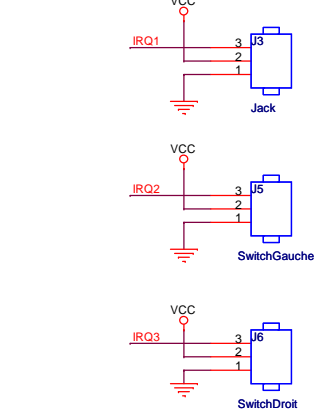 VCC
IRQ1
3
J3
2
1
Jack
VCC
IRQ2
3
J5
2
1
SwitchGauche
VCC
IRQ3
3
J6
2
1
SwitchDroit